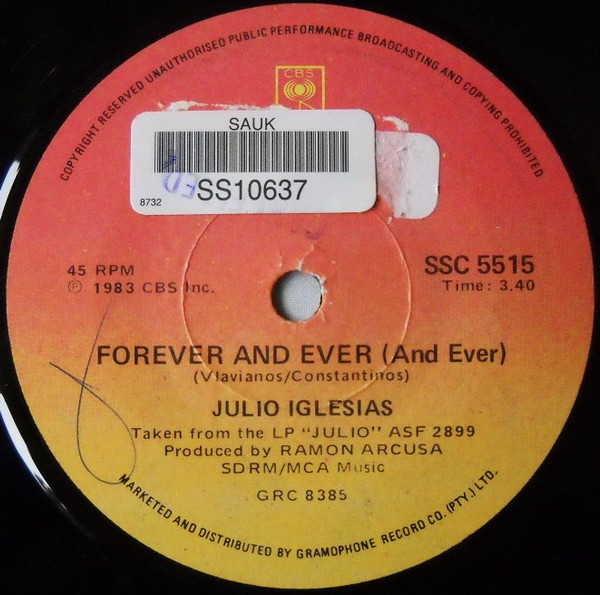 COPYRIGHT RESERVED UNAUTHORISED PUBLIC PERFORMANCE BROADCASTING AND COPYING PROHIBITED
CBS
SAUK
8732
SS10637
45 RPM
Ⓟ 1983 CBS Inc.
SSC 5515
Time: 3.40
FOREVER AND EVER (And Ever)
(Vlavianos/Constantinos)
JULIO IGLESIAS
Taken from the LP "JULIO" ASF 2899
Produced by RAMON ARCUSA
SDRM/MCA Music
GRC 8385
MARKETED AND DISTRIBUTED BY GRAMOPHONE RECORD CO. (PTY.) LTD.